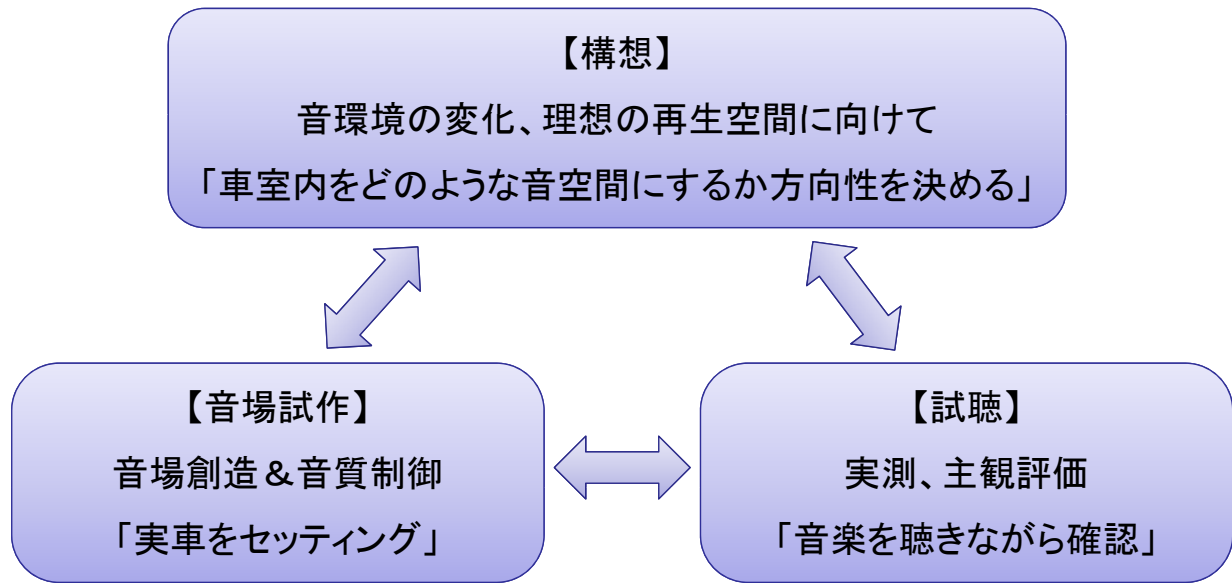 【構想】
音環境の変化、理想の再生空間に向けて
「車室内をどのような音空間にするか方向性を決める」
【音場試作】
音場創造&音質制御
「実車をセッティング」
【試聴】
実測、主観評価
「音楽を聴きながら確認」